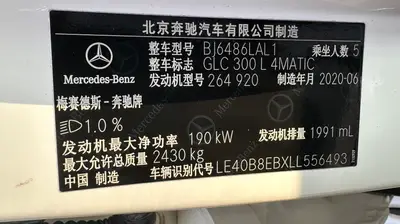 北京奔驰汽车有限公司制造
整车型号 BJ6486LAL1 乘坐人数 5
整车标志 GLC 300 L 4MATIC
Mercedes-Benz 发动机型号 264 920 制造年月 2020-06
梅赛德斯-奔驰牌
1.0 %
发动机最大净功率 190 kW 发动机排量 1991 mL
最大允许总质量 2430 kg
中国 制造 车辆识别代号 LE40B8EBXLL556493